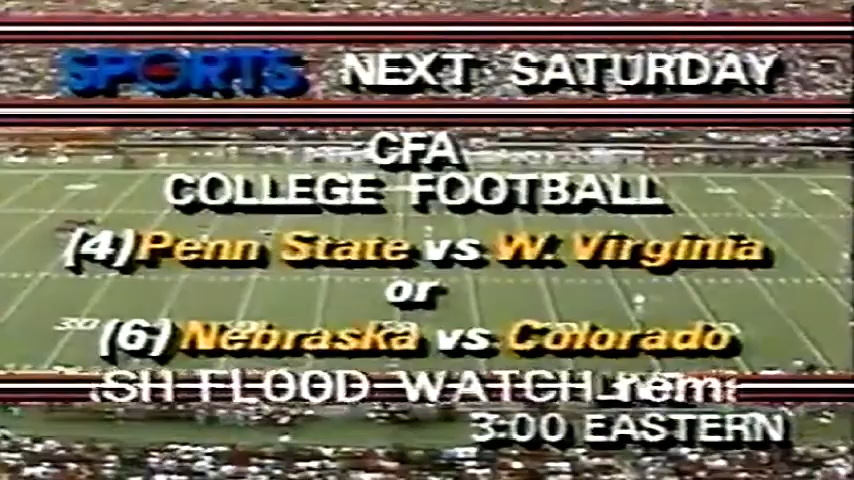 SPORTS NEXT SATURDAY
CFA
COLLEGE FOOTBALL
(4) Penn State vs W. Virginia
or
(6) Nebraska vs Colorado
SH FLOOD WATCH
3:00 EASTERN